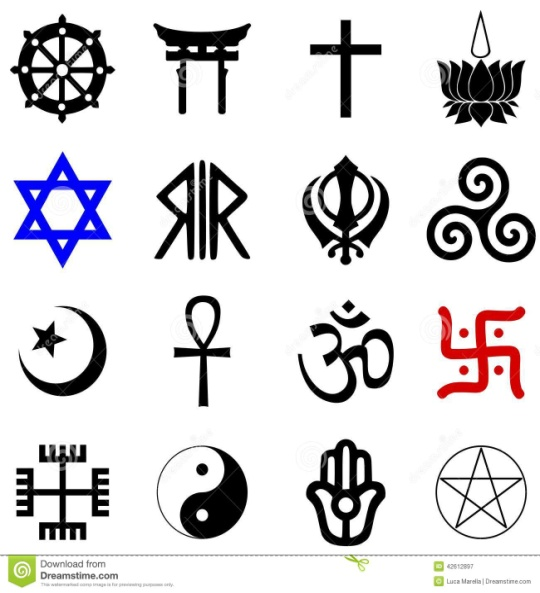 Download from
Dreamstime.com
This watermarked comp image is for previewing purposes only.
42612897
Luca Marella | Dreamstime.com